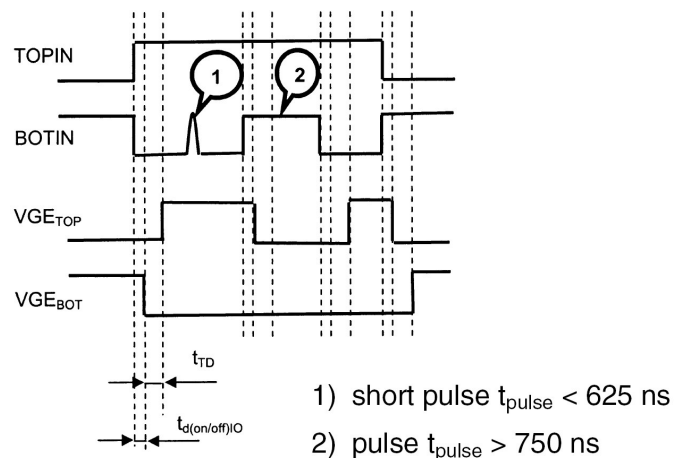 TOPIN
1
2
BOTIN
VGE_TOP
VGE_BOT
t_TD
t_d(on/off)IO
1) short pulse t_pulse < 625 ns
2) pulse t_pulse > 750 ns